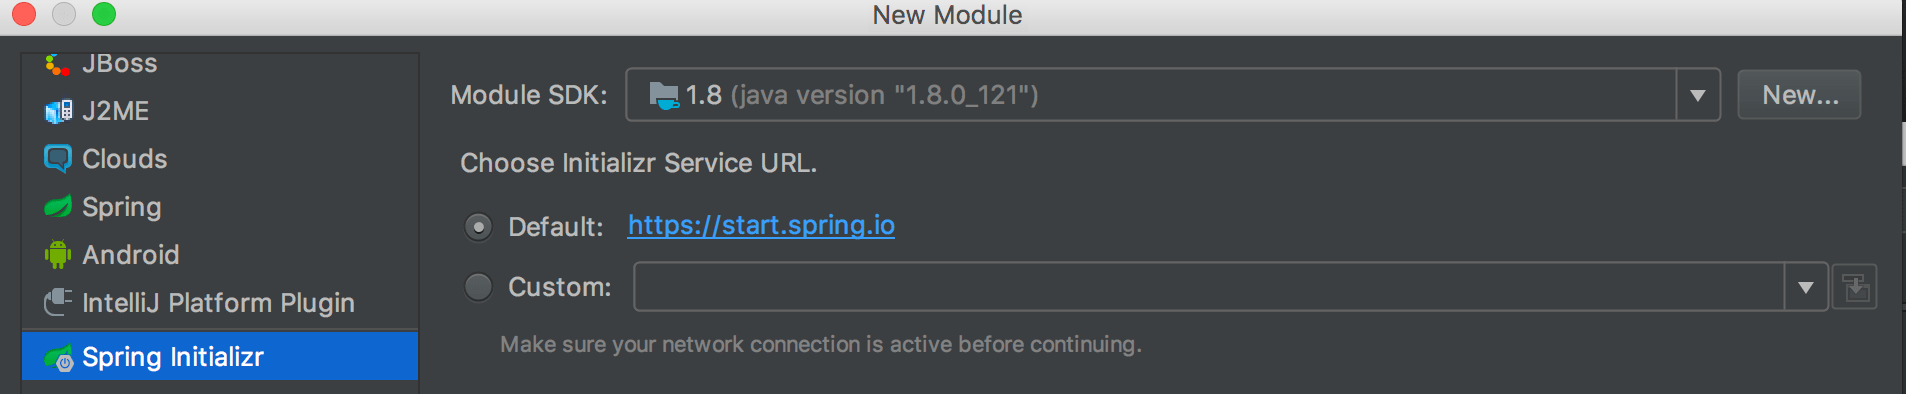 New Module
JBoss
J2ME
Clouds
Spring
Android
IntelliJ Platform Plugin
Spring Initializr
Module SDK: 1.8 (java version "1.8.0_121") New...
Choose Initializr Service URL.
Default: https://start.spring.io
Custom:
Make sure your network connection is active before continuing.